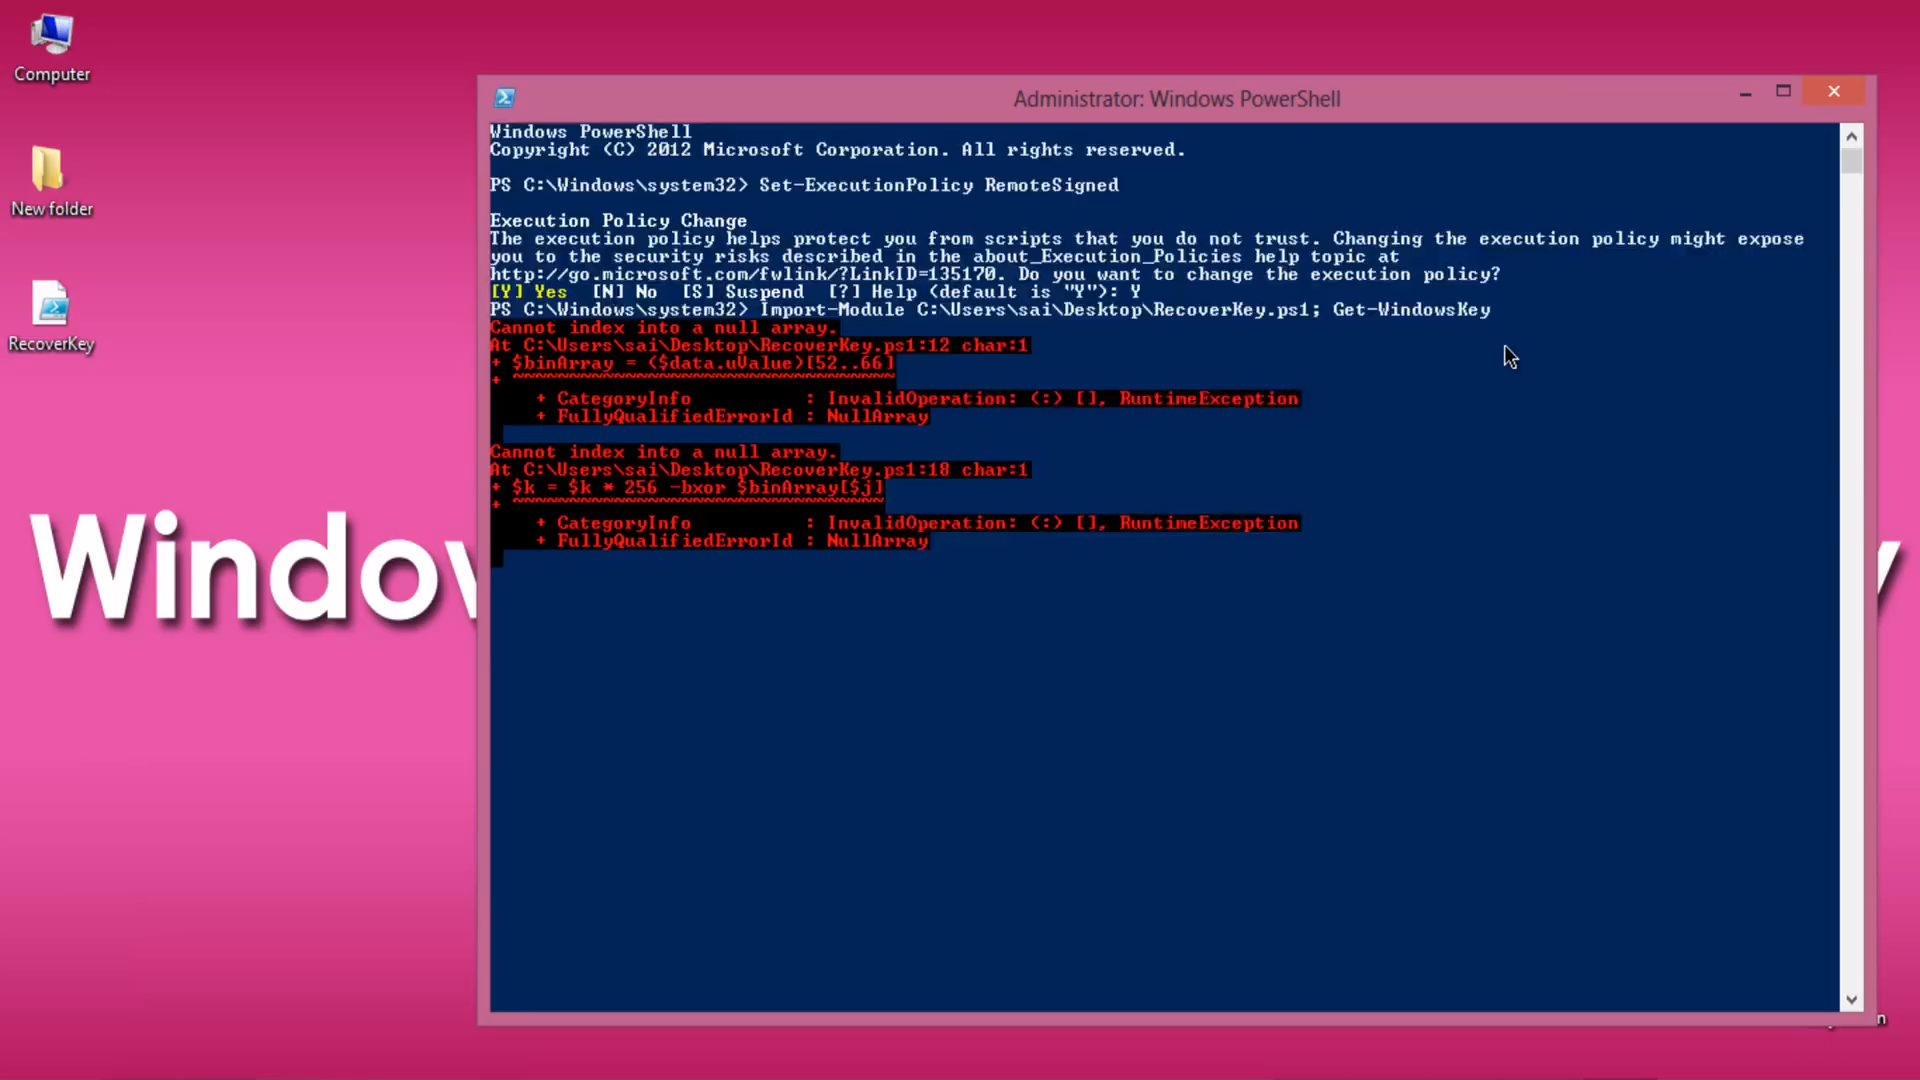 Computer
New folder
RecoverKey
Windo
y
Administrator: Windows PowerShell
Windows PowerShell
Copyright (C) 2012 Microsoft Corporation. All rights reserved.
PS C:\Windows\system32> Set-ExecutionPolicy RemoteSigned
Execution Policy Change
The execution policy helps protect you from scripts that you do not trust. Changing the execution policy might expose
you to the security risks described in the about_Execution_Policies help topic at
http://go.microsoft.com/fwlink/?LinkID=135170. Do you want to change the execution policy?
[Y] Yes  [N] No  [S] Suspend  [?] Help (default is "Y"): Y
PS C:\Windows\system32> Import-Module C:\Users\sai\Desktop\RecoverKey.ps1; Get-WindowsKey
Cannot index into a null array.
At C:\Users\sai\Desktop\RecoverKey.ps1:12 char:1
+ $binArray = ($data.uValue)[52..66]
+ ~~~~~~~~~~~~~~~~~~~~~~~~~~~~~~~~~~
    + CategoryInfo          : InvalidOperation: (:) [], RuntimeException
    + FullyQualifiedErrorId : NullArray
Cannot index into a null array.
At C:\Users\sai\Desktop\RecoverKey.ps1:18 char:1
+ $k = $k * 256 -bxor $binArray[$j]
+ ~~~~~~~~~~~~~~~~~~~~~~~~~~~~~~~~~
    + CategoryInfo          : InvalidOperation: (:) [], RuntimeException
    + FullyQualifiedErrorId : NullArray